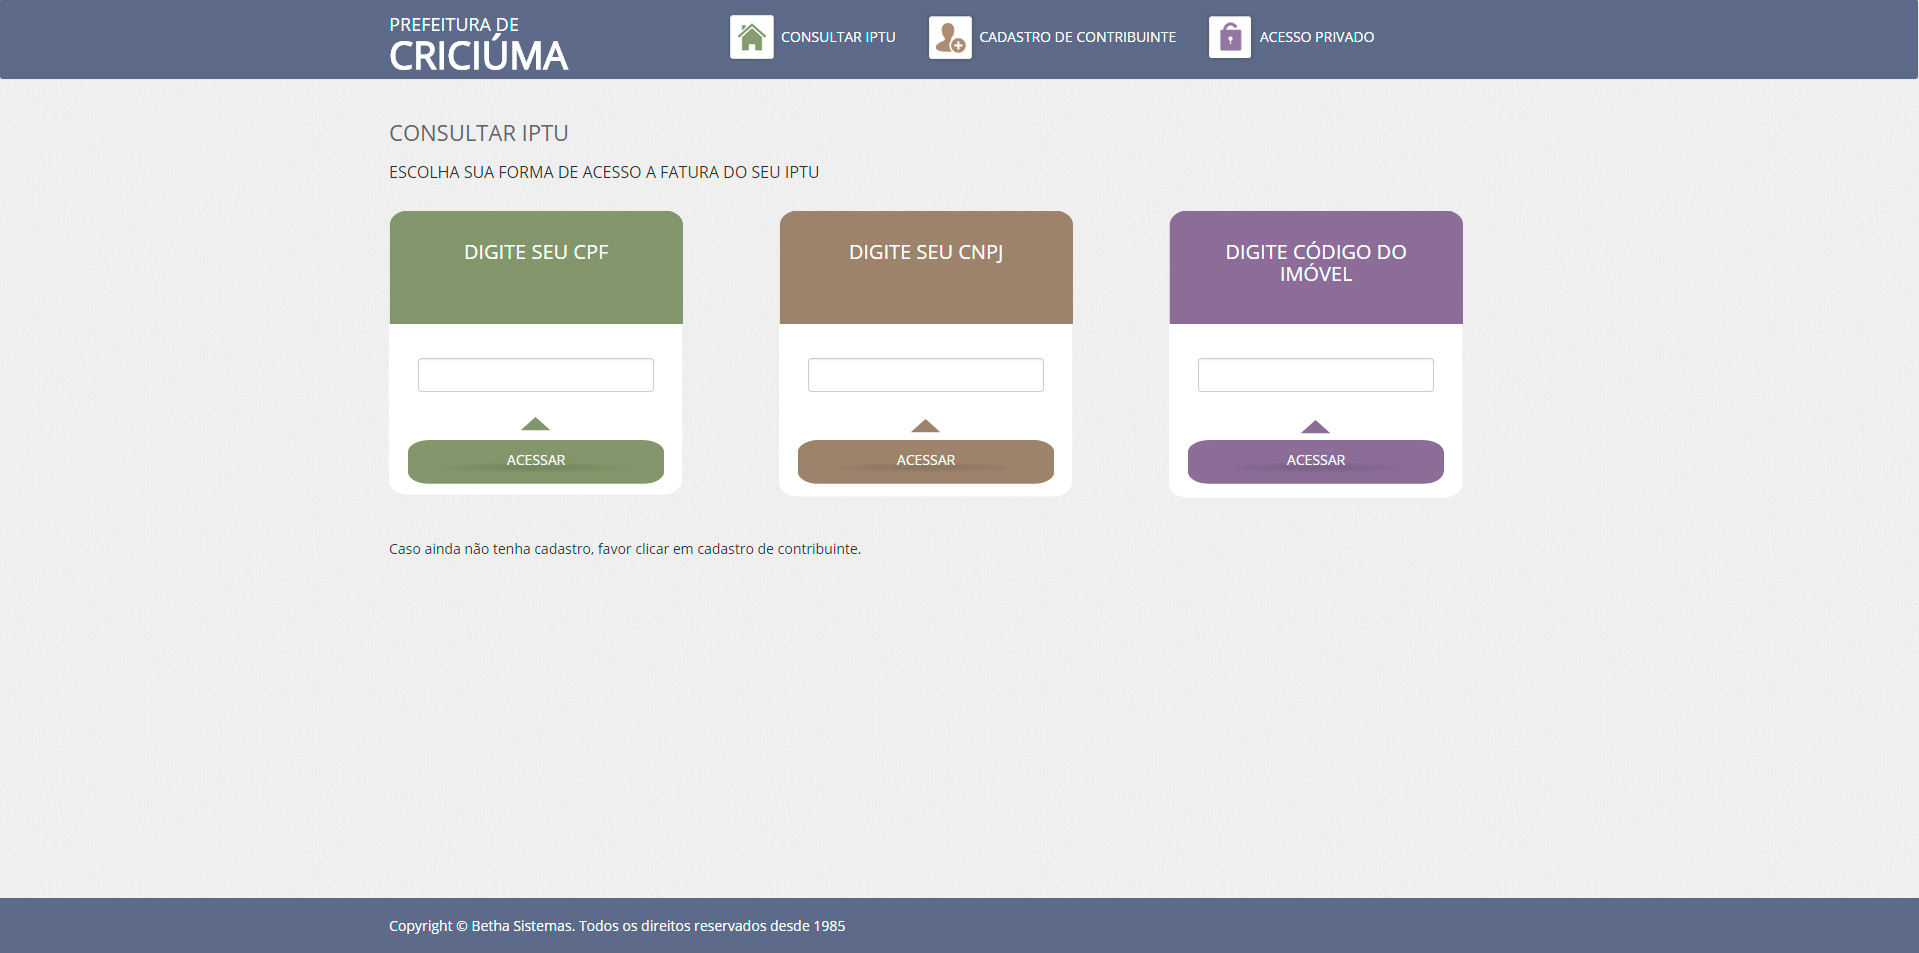 PREFEITURA DE
CRICIÚMA
CONSULTAR IPTU
CADASTRO DE CONTRIBUINTE
ACESSO PRIVADO
CONSULTAR IPTU
ESCOLHA SUA FORMA DE ACESSO A FATURA DO SEU IPTU
DIGITE SEU CPF
ACESSAR
DIGITE SEU CNPJ
ACESSAR
DIGITE CÓDIGO DO
IMÓVEL
ACESSAR
Caso ainda não tenha cadastro, favor clicar em cadastro de contribuinte.
Copyright © Betha Sistemas. Todos os direitos reservados desde 1985